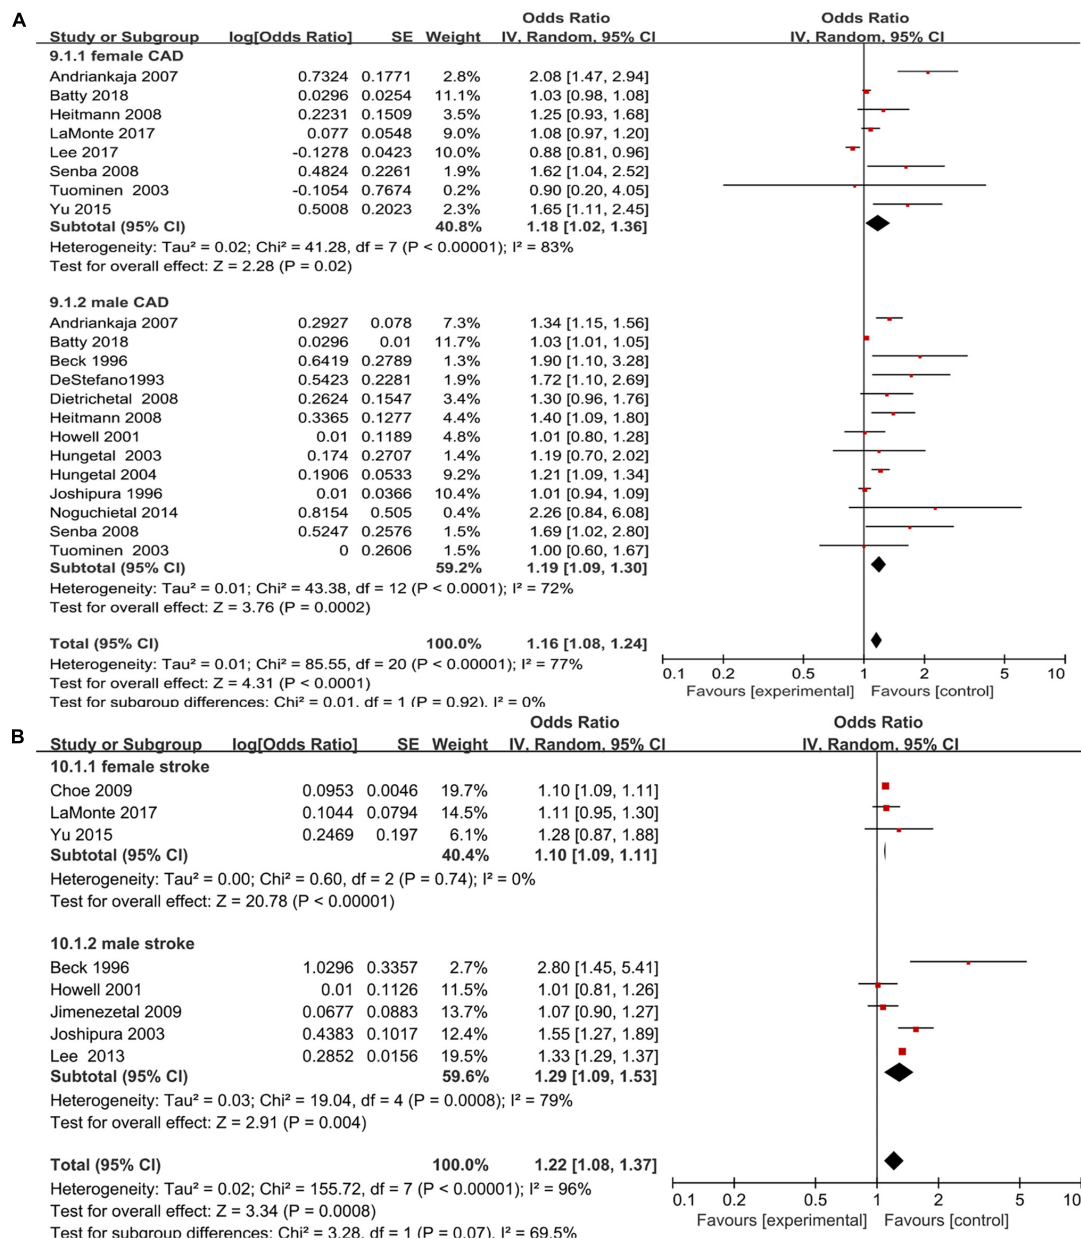 A
Odds Ratio Odds Ratio
Study or Subgroup log[Odds Ratio] SE Weight IV, Random, 95% CI IV, Random, 95% CI
9.1.1 female CAD
Andriankaja 2007 0.7324 0.1771 2.8% 2.08 [1.47, 2.94]
Batty 2018 0.0296 0.0254 11.1% 1.03 [0.98, 1.08]
Heitmann 2008 0.2231 0.1509 3.5% 1.25 [0.93, 1.68]
LaMonte 2017 0.077 0.0548 9.0% 1.08 [0.97, 1.20]
Lee 2017 -0.1278 0.0423 10.0% 0.88 [0.81, 0.96]
Senba 2008 0.4824 0.2261 1.9% 1.62 [1.04, 2.52]
Tuominen 2003 -0.1054 0.7674 0.2% 0.90 [0.20, 4.05]
Yu 2015 0.5008 0.2023 2.3% 1.65 [1.11, 2.45]
Subtotal (95% CI) 40.8% 1.18 [1.02, 1.36]
Heterogeneity: Tau² = 0.02; Chi² = 41.28, df = 7 (P < 0.00001); I² = 83%
Test for overall effect: Z = 2.28 (P = 0.02)
9.1.2 male CAD
Andriankaja 2007 0.2927 0.078 7.3% 1.34 [1.15, 1.56]
Batty 2018 0.0296 0.01 11.7% 1.03 [1.01, 1.05]
Beck 1996 0.6419 0.2789 1.3% 1.90 [1.10, 3.28]
DeStefano1993 0.5423 0.2281 1.9% 1.72 [1.10, 2.69]
Dietrichetal 2008 0.2624 0.1547 3.4% 1.30 [0.96, 1.76]
Heitmann 2008 0.3365 0.1277 4.4% 1.40 [1.09, 1.80]
Howell 2001 0.01 0.1189 4.8% 1.01 [0.80, 1.28]
Hungetal 2003 0.174 0.2707 1.4% 1.19 [0.70, 2.02]
Hungetal 2004 0.1906 0.0533 9.2% 1.21 [1.09, 1.34]
Joshipura 1996 0.01 0.0366 10.4% 1.01 [0.94, 1.09]
Noguchietal 2014 0.8154 0.505 0.4% 2.26 [0.84, 6.08]
Senba 2008 0.5247 0.2576 1.5% 1.69 [1.02, 2.80]
Tuominen 2003 0 0.2606 1.5% 1.00 [0.60, 1.67]
Subtotal (95% CI) 59.2% 1.19 [1.09, 1.30]
Heterogeneity: Tau² = 0.01; Chi² = 43.38, df = 12 (P < 0.0001); I² = 72%
Test for overall effect: Z = 3.76 (P = 0.0002)
Total (95% CI) 100.0% 1.16 [1.08, 1.24]
Heterogeneity: Tau² = 0.01; Chi² = 85.55, df = 20 (P < 0.00001); I² = 77%
0.1 0.2 0.5 1 2 5 10
Test for overall effect: Z = 4.31 (P < 0.0001)
Favours [experimental] Favours [control]
Test for subgroup differences: Chi² = 0.01, df = 1 (P = 0.92), I² = 0%
B
Odds Ratio Odds Ratio
Study or Subgroup log[Odds Ratio] SE Weight IV, Random, 95% CI IV, Random, 95% CI
10.1.1 female stroke
Choe 2009 0.0953 0.0046 19.7% 1.10 [1.09, 1.11]
LaMonte 2017 0.1044 0.0794 14.5% 1.11 [0.95, 1.30]
Yu 2015 0.2469 0.197 6.1% 1.28 [0.87, 1.88]
Subtotal (95% CI) 40.4% 1.10 [1.09, 1.11]
Heterogeneity: Tau² = 0.00; Chi² = 0.60, df = 2 (P = 0.74); I² = 0%
Test for overall effect: Z = 20.78 (P < 0.00001)
10.1.2 male stroke
Beck 1996 1.0296 0.3357 2.7% 2.80 [1.45, 5.41]
Howell 2001 0.01 0.1126 11.5% 1.01 [0.81, 1.26]
Jimenezetal 2009 0.0677 0.0883 13.7% 1.07 [0.90, 1.27]
Joshipura 2003 0.4383 0.1017 12.4% 1.55 [1.27, 1.89]
Lee 2013 0.2852 0.0156 19.5% 1.33 [1.29, 1.37]
Subtotal (95% CI) 59.6% 1.29 [1.09, 1.53]
Heterogeneity: Tau² = 0.03; Chi² = 19.04, df = 4 (P = 0.0008); I² = 79%
Test for overall effect: Z = 2.91 (P = 0.004)
Total (95% CI) 100.0% 1.22 [1.08, 1.37]
Heterogeneity: Tau² = 0.02; Chi² = 155.72, df = 7 (P < 0.00001); I² = 96%
0.1 0.2 0.5 1 2 5 10
Test for overall effect: Z = 3.34 (P = 0.0008)
Favours [experimental] Favours [control]
Test for subgroup differences: Chi² = 3.28, df = 1 (P = 0.07), I² = 69.5%